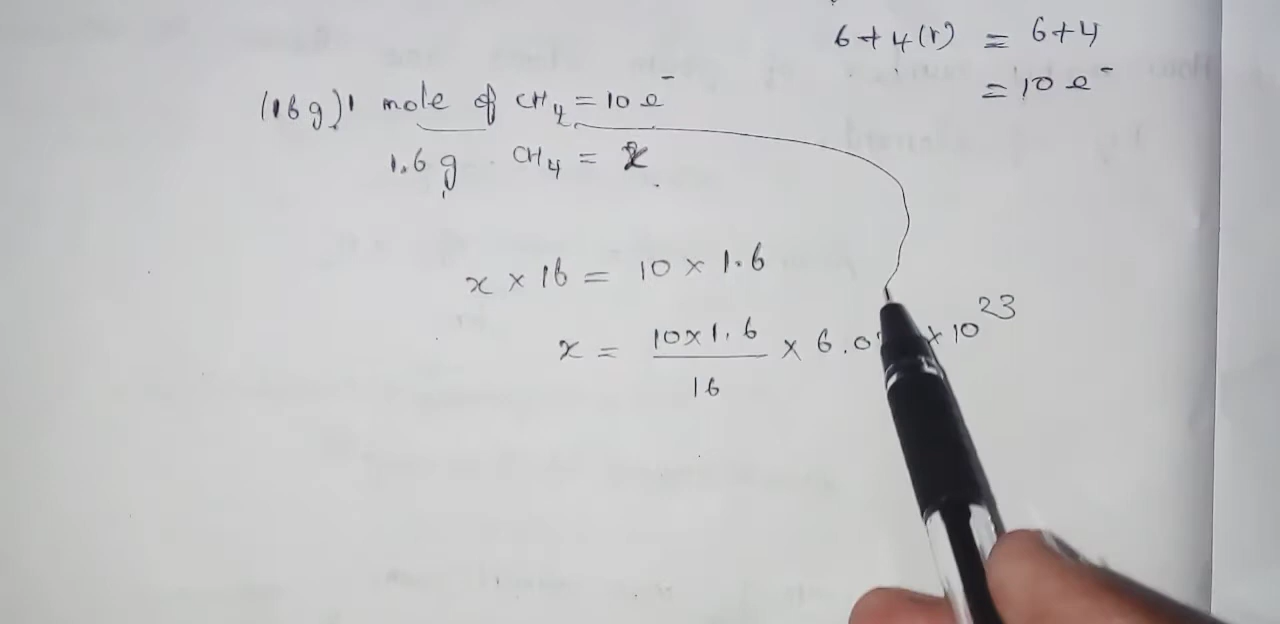 6+4(1) = 6+4
= 10 e⁻
(16g) 1 mole of CH₄ = 10 e⁻
1.6 g CH₄ = x
x × 16 = 10 × 1.6
x = 10×1.6/16 × 6.0 × 10²³